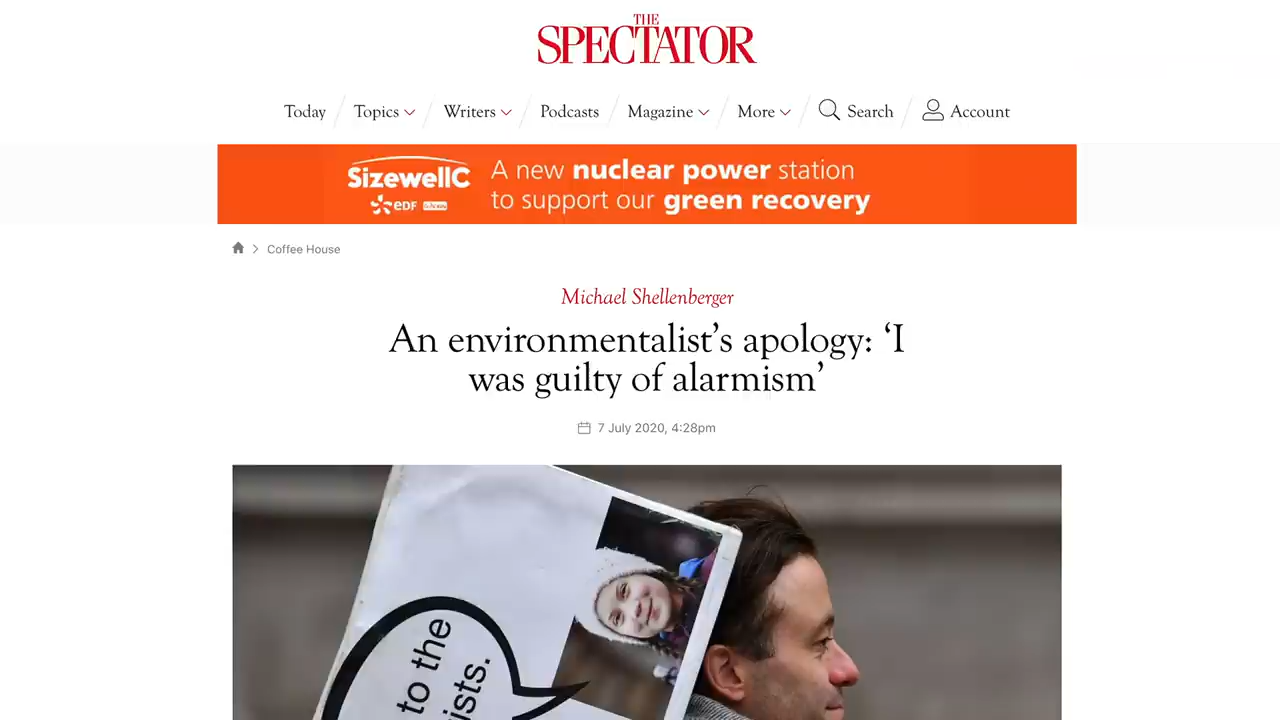 THE
SPECTATOR
Today Topics Writers Podcasts Magazine More Search Account
SizewellC
eDF
A new nuclear power station
to support our green recovery
Coffee House
Michael Shellenberger
An environmentalist's apology: ‘I
was guilty of alarmism’
7 July 2020, 4:28pm
to the
ists.